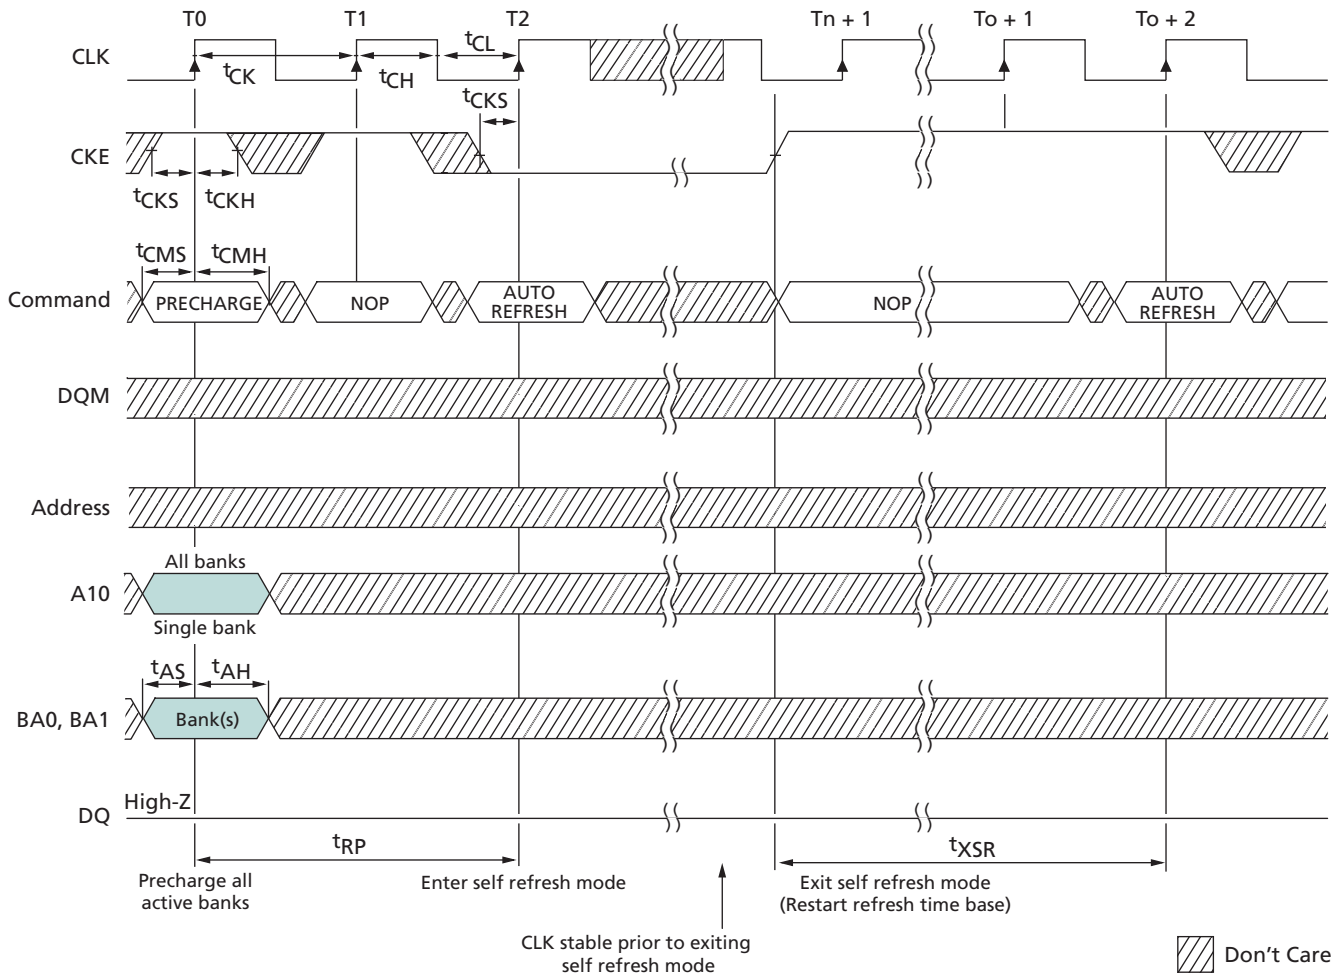 T0 T1 T2 Tn + 1 To + 1 To + 2
CLK
tCK tCH tCL
tCKS
CKE
tCKS tCKH
tCMS tCMH
Command PRECHARGE NOP AUTO REFRESH NOP AUTO REFRESH
DQM
Address
All banks
A10
Single bank
tAS tAH
BA0, BA1 Bank(s)
High-Z
DQ
tRP tXSR
Precharge all
active banks
Enter self refresh mode
Exit self refresh mode
(Restart refresh time base)
CLK stable prior to exiting
self refresh mode
Don't Care